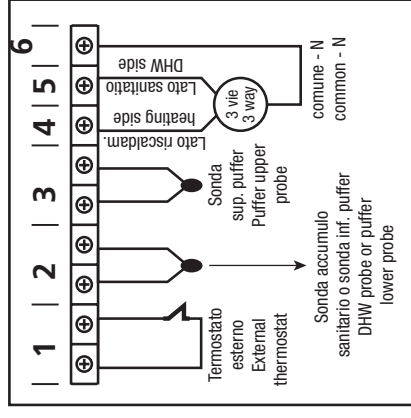 1
2
3
4
5
6
Termostato
esterno
External
thermostat
Sonda accumulo
sanitario o sonda inf. puffer
DHW probe or puffer
lower probe
Sonda
sup. puffer
Puffer upper
probe
Lato riscaldam.
heating side
Lato sanitatio
DHW side
3 vie
3 way
comune - N
common - N